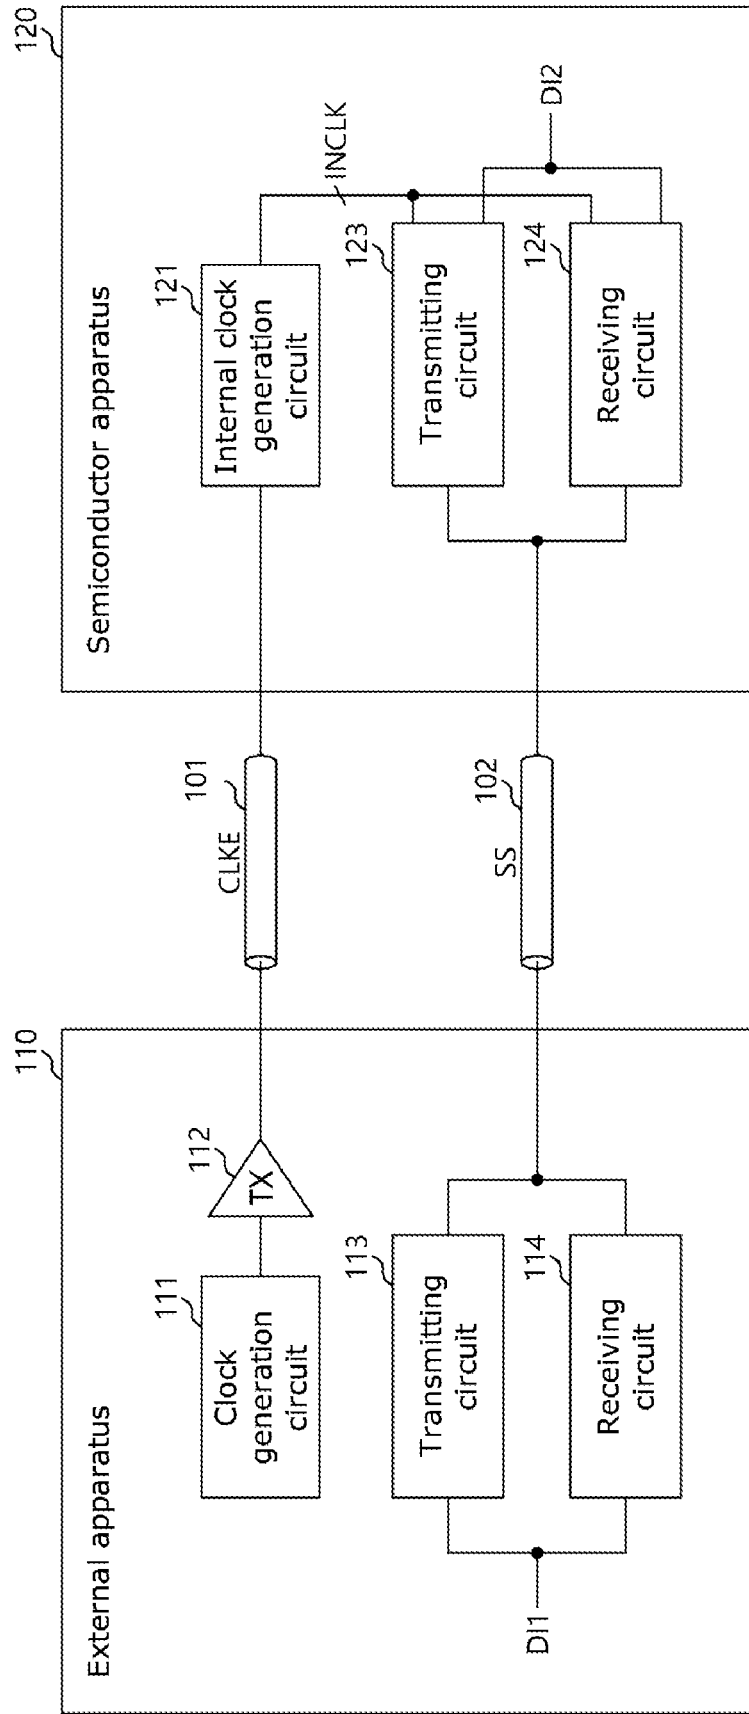 110
External apparatus
111
Clock
generation
circuit
112
TX
113
Transmitting
circuit
114
Receiving
circuit
DI1
101
CLKE
102
SS
120
Semiconductor apparatus
121
Internal clock
generation
circuit
INCLK
123
Transmitting
circuit
124
Receiving
circuit
DI2